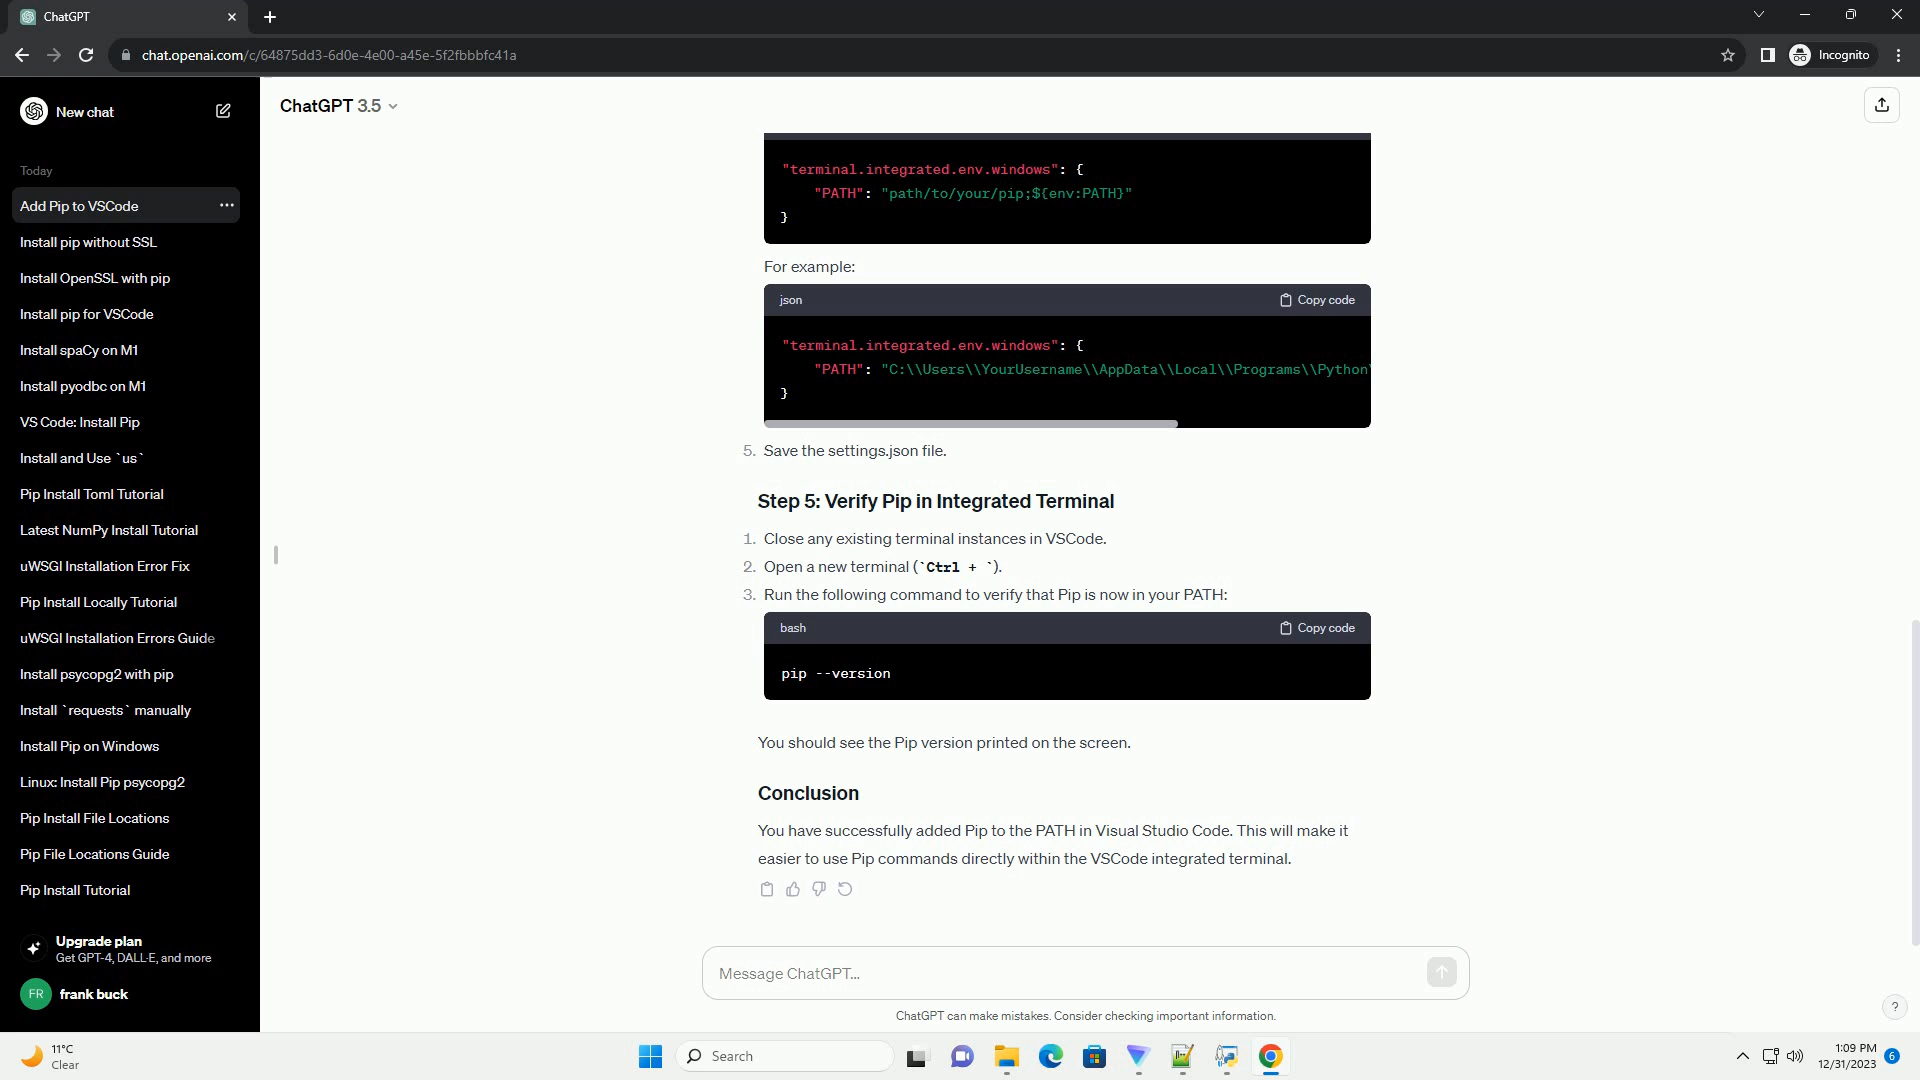 ChatGPT
chat.openai.com/c/64875dd3-6d0e-4e00-a45e-5f2fbbbfc41a
Incognito
New chat
Today
Add Pip to VSCode
Install pip without SSL
Install OpenSSL with pip
Install pip for VSCode
Install spaCy on M1
Install pyodbc on M1
VS Code: Install Pip
Install and Use `us`
Pip Install Toml Tutorial
Latest NumPy Install Tutorial
uWSGI Installation Error Fix
Pip Install Locally Tutorial
uWSGI Installation Errors Guide
Install psycopg2 with pip
Install `requests` manually
Install Pip on Windows
Linux: Install Pip psycopg2
Pip Install File Locations
Pip File Locations Guide
Pip Install Tutorial
Upgrade plan
Get GPT-4, DALL·E, and more
FR frank buck
ChatGPT 3.5
"terminal.integrated.env.windows": {
"PATH": "path/to/your/pip;${env:PATH}"
}
For example:
json Copy code
"terminal.integrated.env.windows": {
"PATH": "C:\\Users\\YourUsername\\AppData\\Local\\Programs\\Python
}
5. Save the settings.json file.
Step 5: Verify Pip in Integrated Terminal
1. Close any existing terminal instances in VSCode.
2. Open a new terminal (`Ctrl + `).
3. Run the following command to verify that Pip is now in your PATH:
bash Copy code
pip --version
You should see the Pip version printed on the screen.
Conclusion
You have successfully added Pip to the PATH in Visual Studio Code. This will make it
easier to use Pip commands directly within the VSCode integrated terminal.
Message ChatGPT...
ChatGPT can make mistakes. Consider checking important information.
?
11°C
Clear
Search
1:09 PM
12/31/2023
6